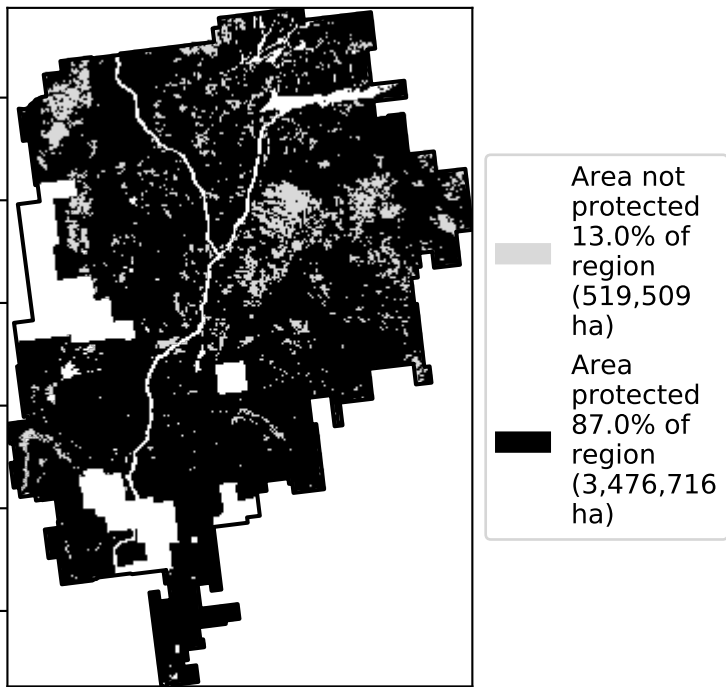 Area not
protected
13.0% of
region
(519,509
ha)
Area
protected
87.0% of
region
(3,476,716
ha)